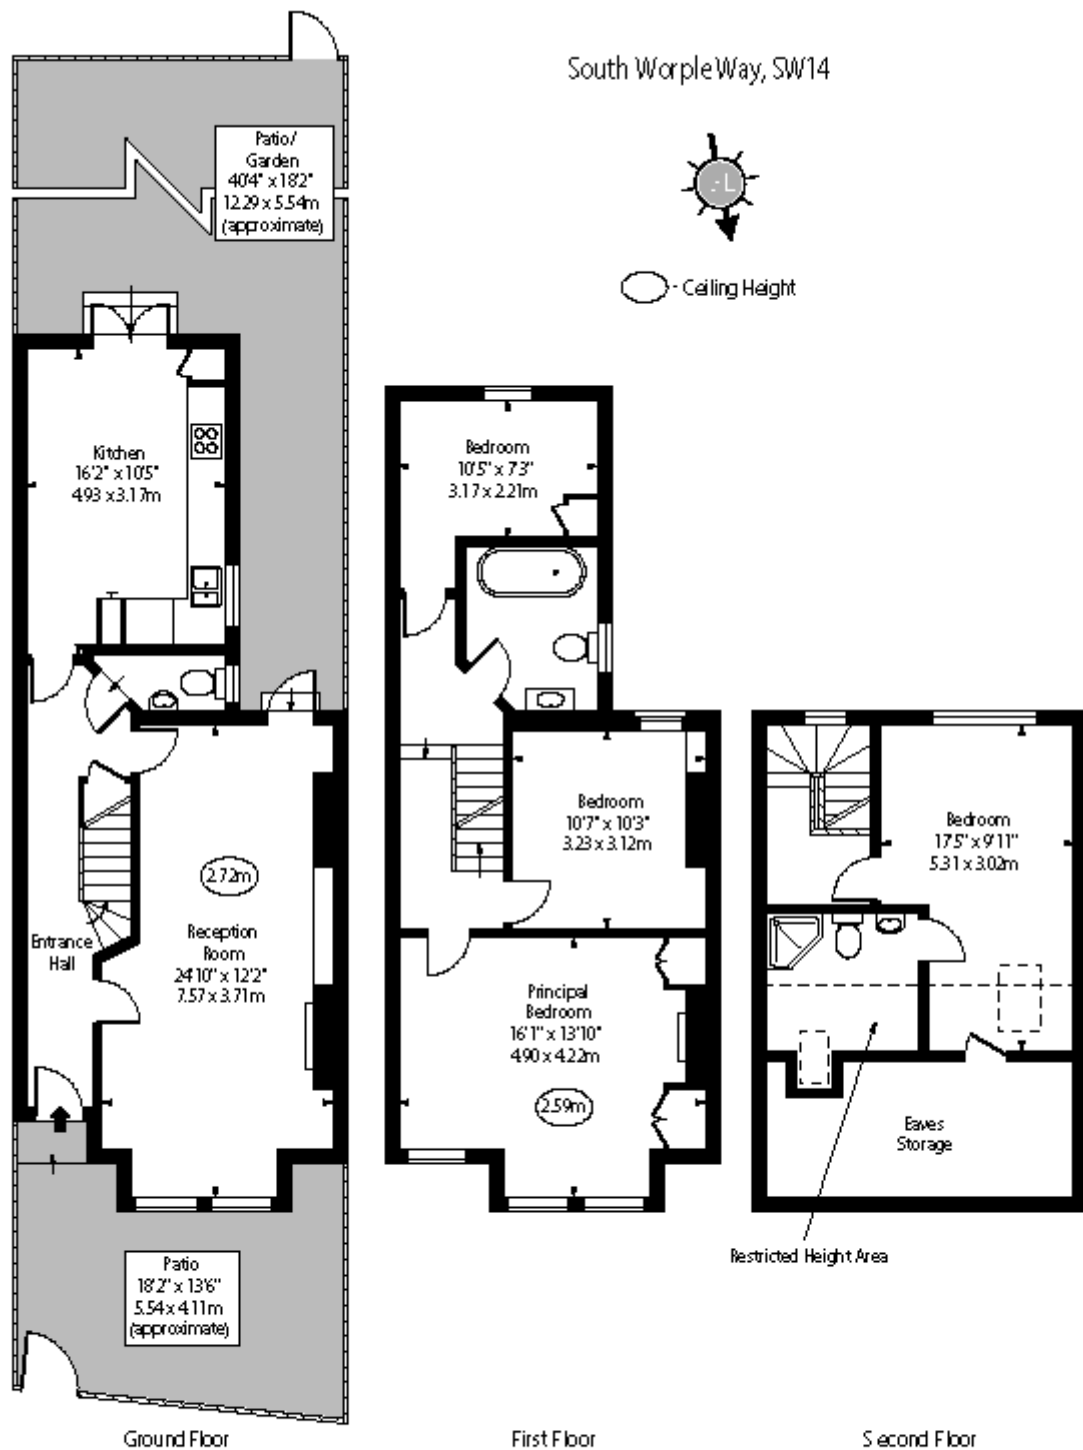 South Worple Way, SW14
L
- Ceiling Height
Patio/
Garden
40'4" x 18'2"
12.29 x 5.54m
(approximate)
Kitchen
16'2" x 10'5"
4.93 x 3.17m
2.72m
Reception
Room
24'10" x 12'2"
7.57 x 3.71m
Entrance
Hall
Patio
18'2" x 13'6"
5.54 x 4.11m
(approximate)
Ground Floor
Bedroom
10'5" x 7'3"
3.17 x 2.21m
Bedroom
10'7" x 10'3"
3.23 x 3.12m
Principal
Bedroom
16'1" x 13'10"
4.90 x 4.22m
2.59m
First Floor
Bedroom
17'5" x 9'11"
5.31 x 3.02m
Eaves
Storage
Restricted Height Area
Second Floor